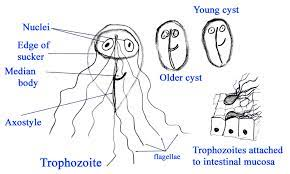 Young cyst
Nuclei
Edge of
sucker
Median
body
Older cyst
Axostyle
flagellae
Trophozoite
Trophozoites attached
to intestinal mucosa